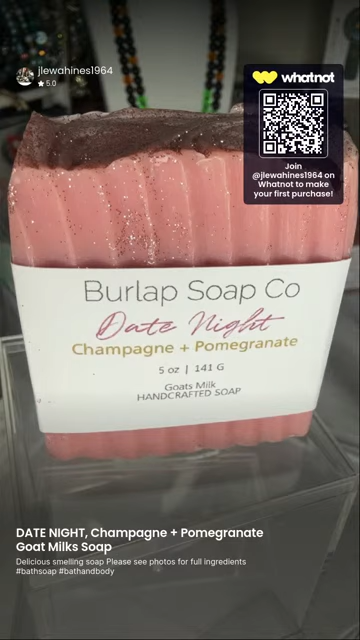 jlewahines1964
★ 5.0
whatnot
Join
@jlewahines1964 on
Whatnot to make
your first purchase!
Burlap Soap Co
Date Night
Champagne + Pomegranate
5 oz | 141 G
Goats Milk
HANDCRAFTED SOAP
DATE NIGHT, Champagne + Pomegranate
Goat Milks Soap
Delicious smelling soap Please see photos for full ingredients
#bathsoap #bathandbody